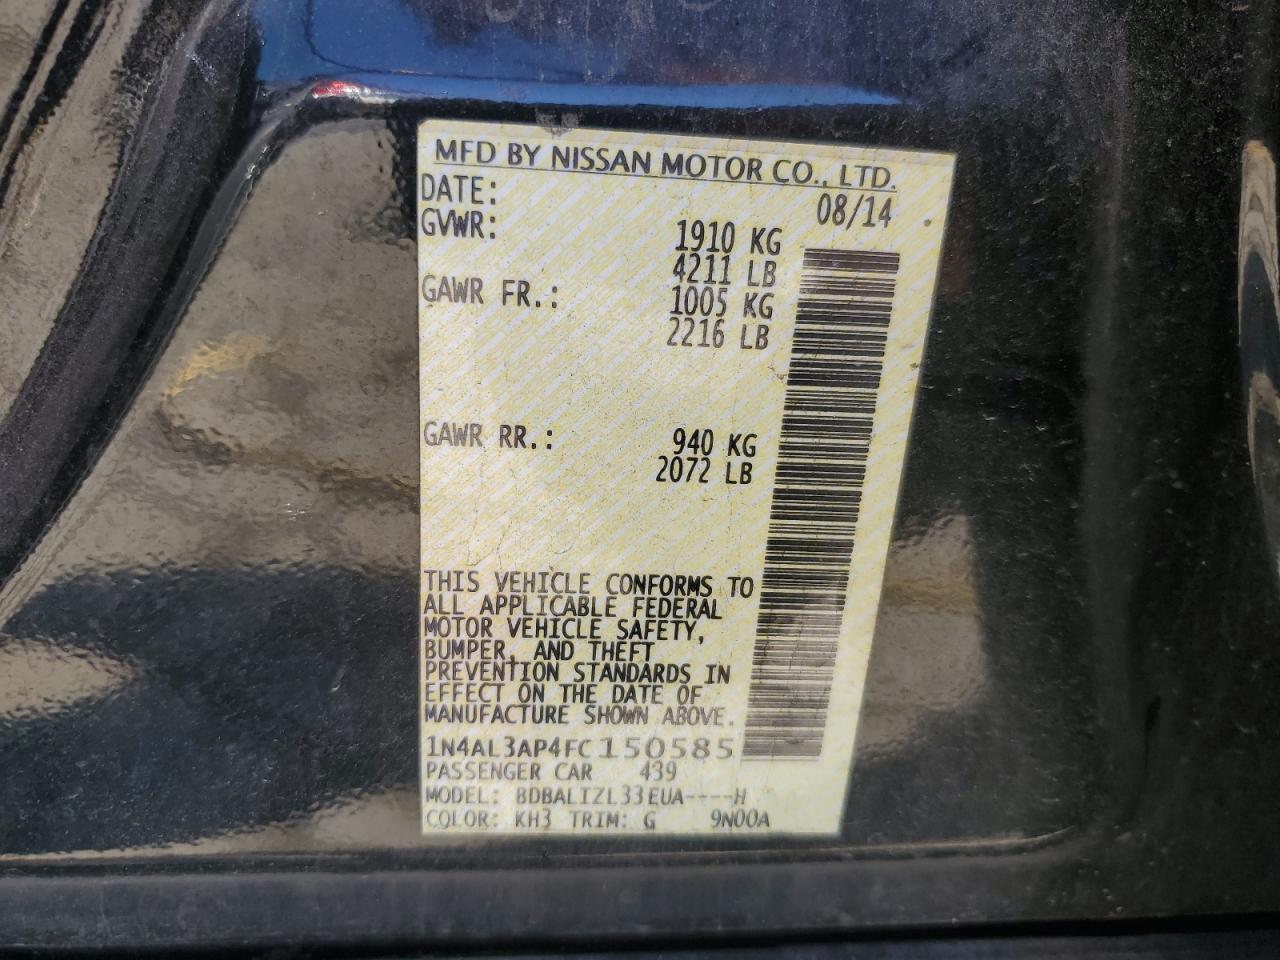 MFD BY NISSAN MOTOR CO., LTD.
DATE: 08/14
GVWR: 1910 KG
4211 LB
GAWR FR.: 1005 KG
2216 LB
GAWR RR.: 940 KG
2072 LB
THIS VEHICLE CONFORMS TO
ALL APPLICABLE FEDERAL
MOTOR VEHICLE SAFETY,
BUMPER, AND THEFT
PREVENTION STANDARDS IN
EFFECT ON THE DATE OF
MANUFACTURE SHOWN ABOVE.
1N4AL3AP4FC150585
PASSENGER CAR 439
MODEL: BDBALIZL33EUA----H
COLOR: KH3 TRIM: G 9N00A